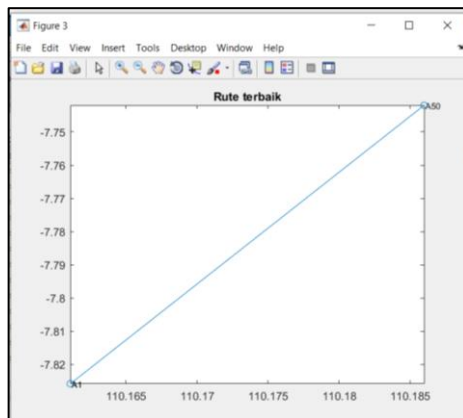 Figure 3
File Edit View Insert Tools Desktop Window Help
Rute terbaik
A50
-7.75
-7.76
-7.77
-7.78
-7.79
-7.8
-7.81
-7.82
A1
110.165 110.17 110.175 110.18 110.185